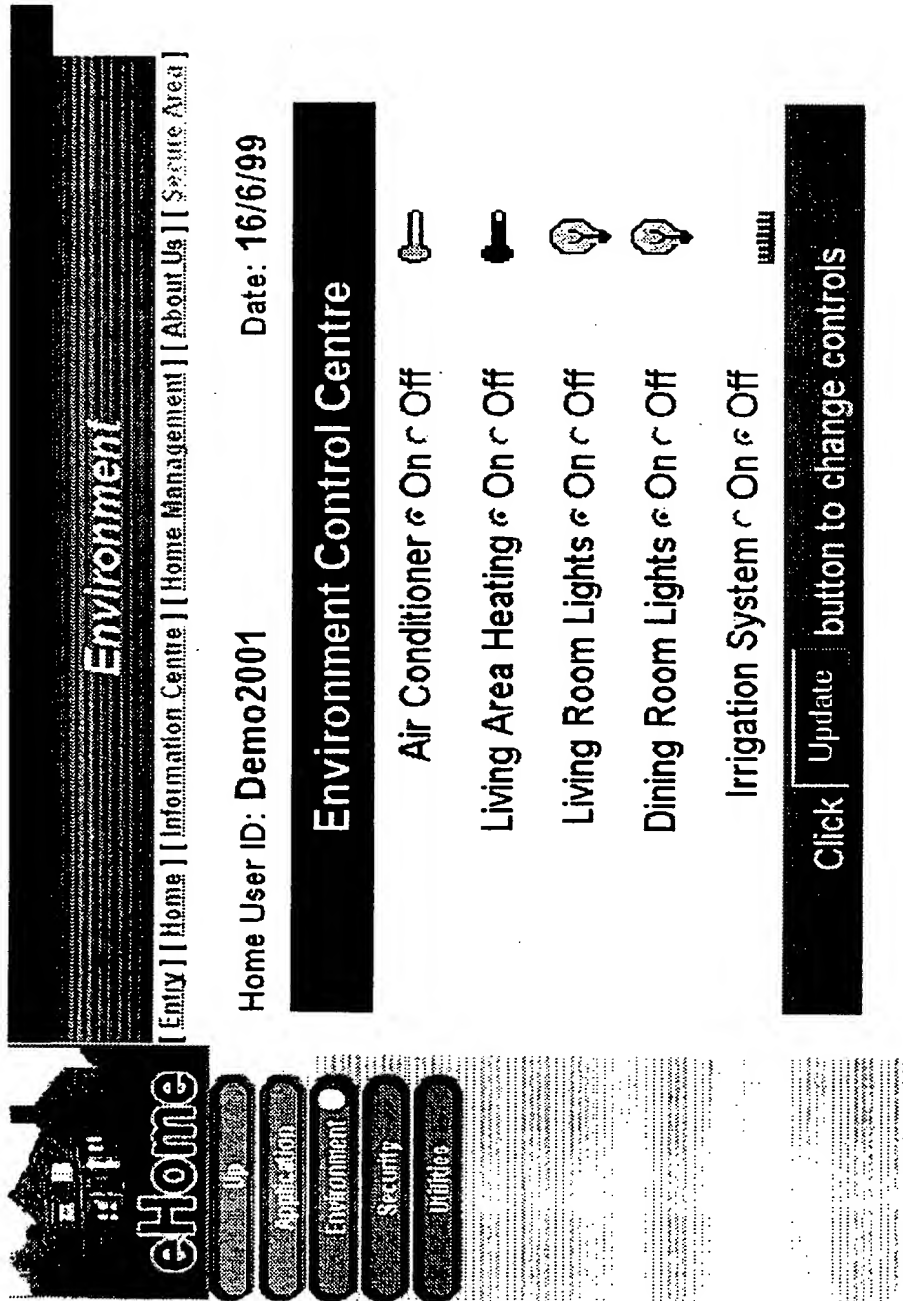 Environment
[ Entry ] [ Home ] [ Information Centre ] [ Home Management ] [ About Us ] [ Secure Area ]
eHome
Up
Application
Environment
Security
Utilities
Home User ID: Demo2001 Date: 16/6/99
Environment Control Centre
Air Conditioner On Off
Living Area Heating On Off
Living Room Lights On Off
Dining Room Lights On Off
Irrigation System On Off
Click Update button to change controls